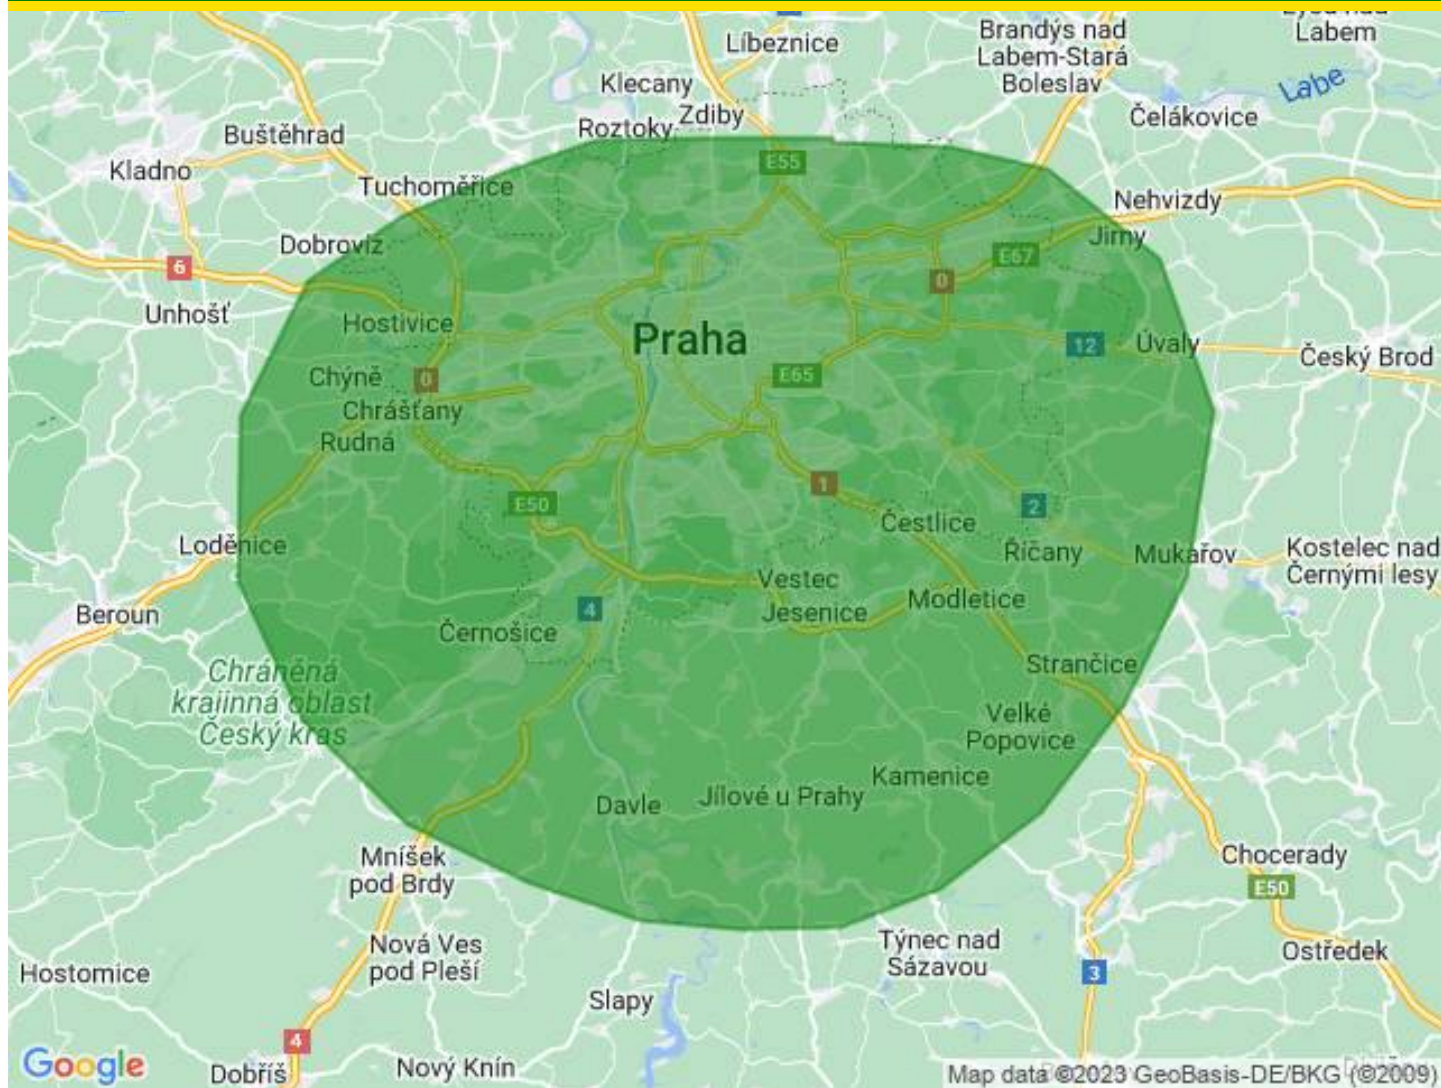 Líbeznice
Brandýs nad
Labem-Stará
Boleslav
Labem
Labe
Klecany
Zdiby
Roztoky
Čelákovice
Buštěhrad
Kladno
E55
Tuchoměřice
Nehvizdy
Jirny
Dobrovíz
6
E67
0
Unhošť
Hostivice
Praha
12
Úvaly
Český Brod
Chýně
0
E65
Chrášťany
Rudná
1
E50
2
Čestlice
Loděnice
Říčany
Mukařov
Kostelec nad
Černými lesy
Vestec
Beroun
4
Jesenice
Modletice
Černošice
Chráněná
krajinná oblast
Český kras
Strančice
Velké
Popovice
Kamenice
Davle
Jílové u Prahy
Mníšek
pod Brdy
Chocerady
E50
Nová Ves
pod Pleší
Týnec nad
Sázavou
Ostředek
Hostomice
3
Slapy
4
Google
Dobříš
Nový Knín
Map data ©2023 GeoBasis-DE/BKG (©2009)